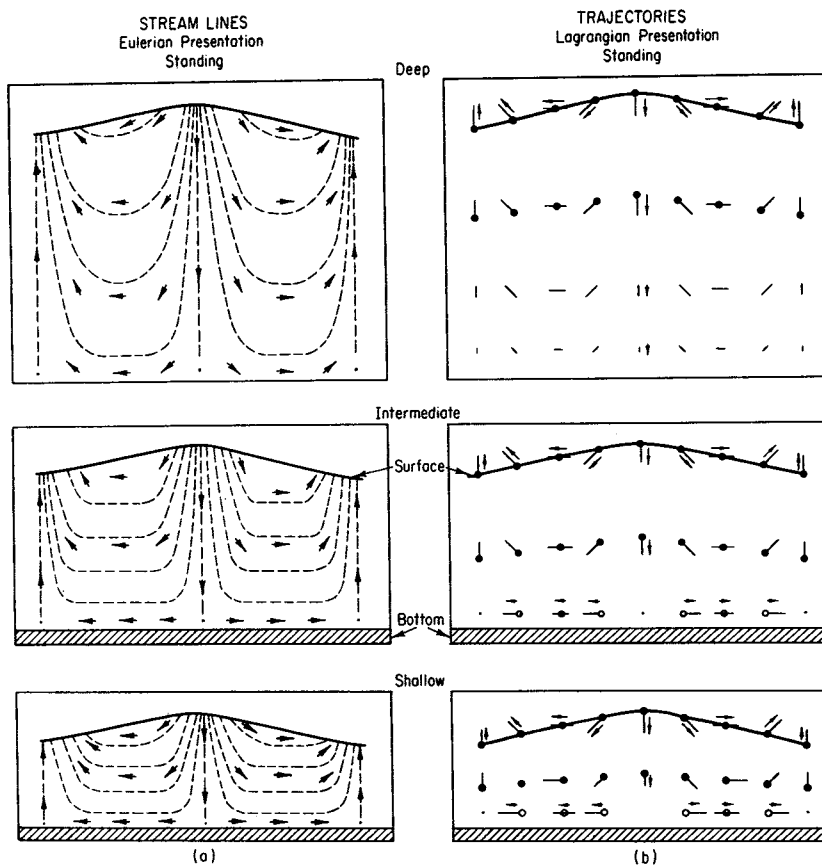 STREAM LINES
Eulerian Presentation
Standing
TRAJECTORIES
Lagrangian Presentation
Standing
Deep
Intermediate
Surface
Bottom
Shallow
(a)
(b)